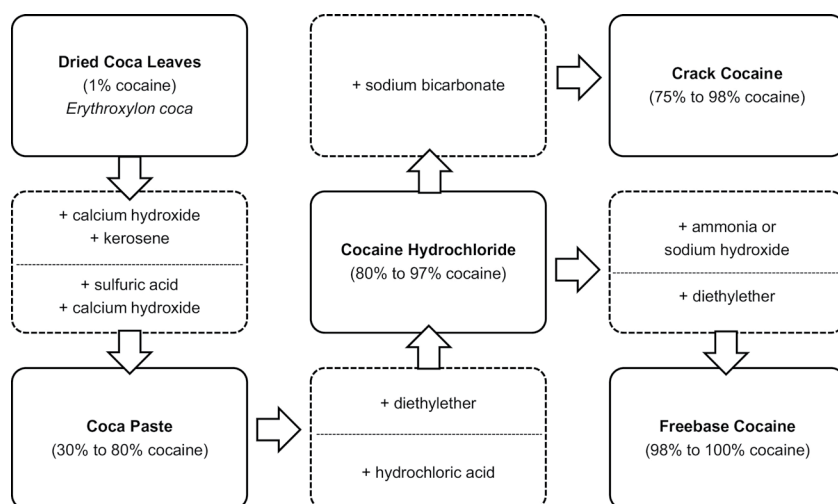 Dried Coca Leaves
(1% cocaine)
Erythroxylon coca
+ calcium hydroxide
+ kerosene
+ sulfuric acid
+ calcium hydroxide
Coca Paste
(30% to 80% cocaine)
+ diethylether
+ hydrochloric acid
Cocaine Hydrochloride
(80% to 97% cocaine)
+ sodium bicarbonate
Crack Cocaine
(75% to 98% cocaine)
+ ammonia or
sodium hydroxide
+ diethylether
Freebase Cocaine
(98% to 100% cocaine)